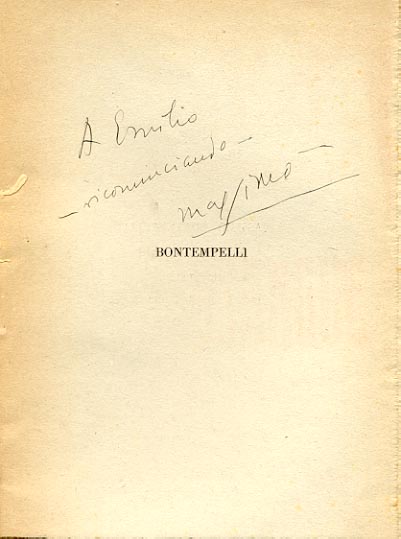 A Emilio
– ricominciando –
Massimo –
BONTEMPELLI